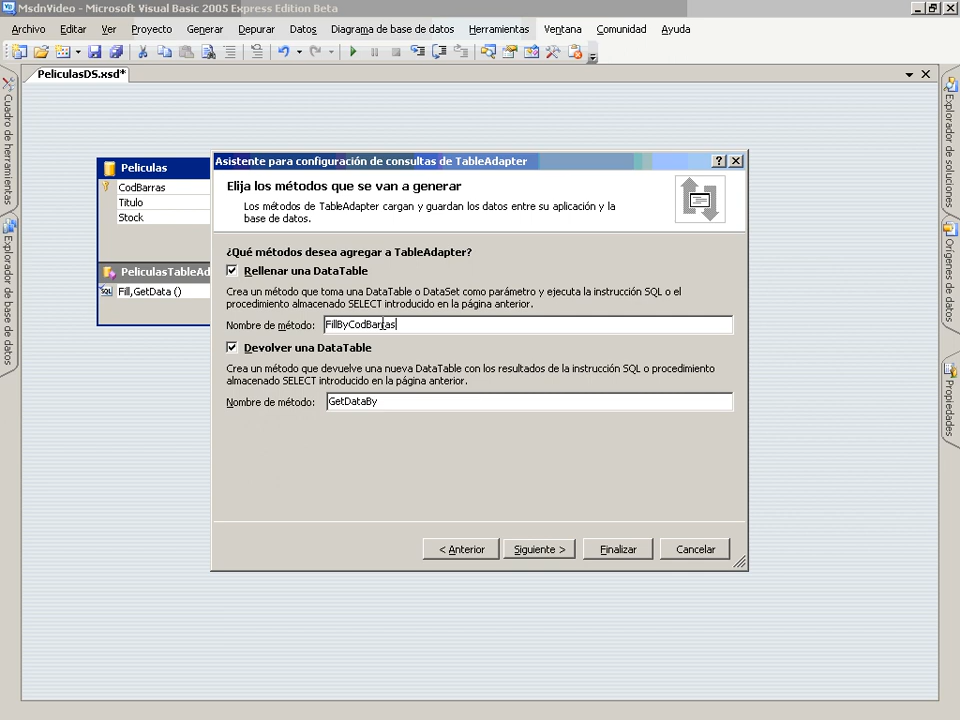 MsdnVideo - Microsoft Visual Basic 2005 Express Edition Beta
Archivo Editar Ver Proyecto Generar Depurar Datos Diagrama de base de datos Herramientas Ventana Comunidad Ayuda
PeliculasDS.xsd*
Cuadro de herramientas
Explorador de base de datos
Peliculas
CodBarras
Titulo
Stock
PeliculasTableAd
Fill,GetData ()
Asistente para configuración de consultas de TableAdapter
Elija los métodos que se van a generar
Los métodos de TableAdapter cargan y guardan los datos entre su aplicación y la
base de datos.
¿Qué métodos desea agregar a TableAdapter?
Rellenar una DataTable
Crea un método que toma una DataTable o DataSet como parámetro y ejecuta la instrucción SQL o el
procedimiento almacenado SELECT introducido en la página anterior.
Nombre de método: FillByCodBarras
Devolver una DataTable
Crea un método que devuelve una nueva DataTable con los resultados de la instrucción SQL o procedimiento
almacenado SELECT introducido en la página anterior.
Nombre de método: GetDataBy
< Anterior Siguiente > Finalizar Cancelar
Explorador de soluciones
Orígenes de datos
Propiedades